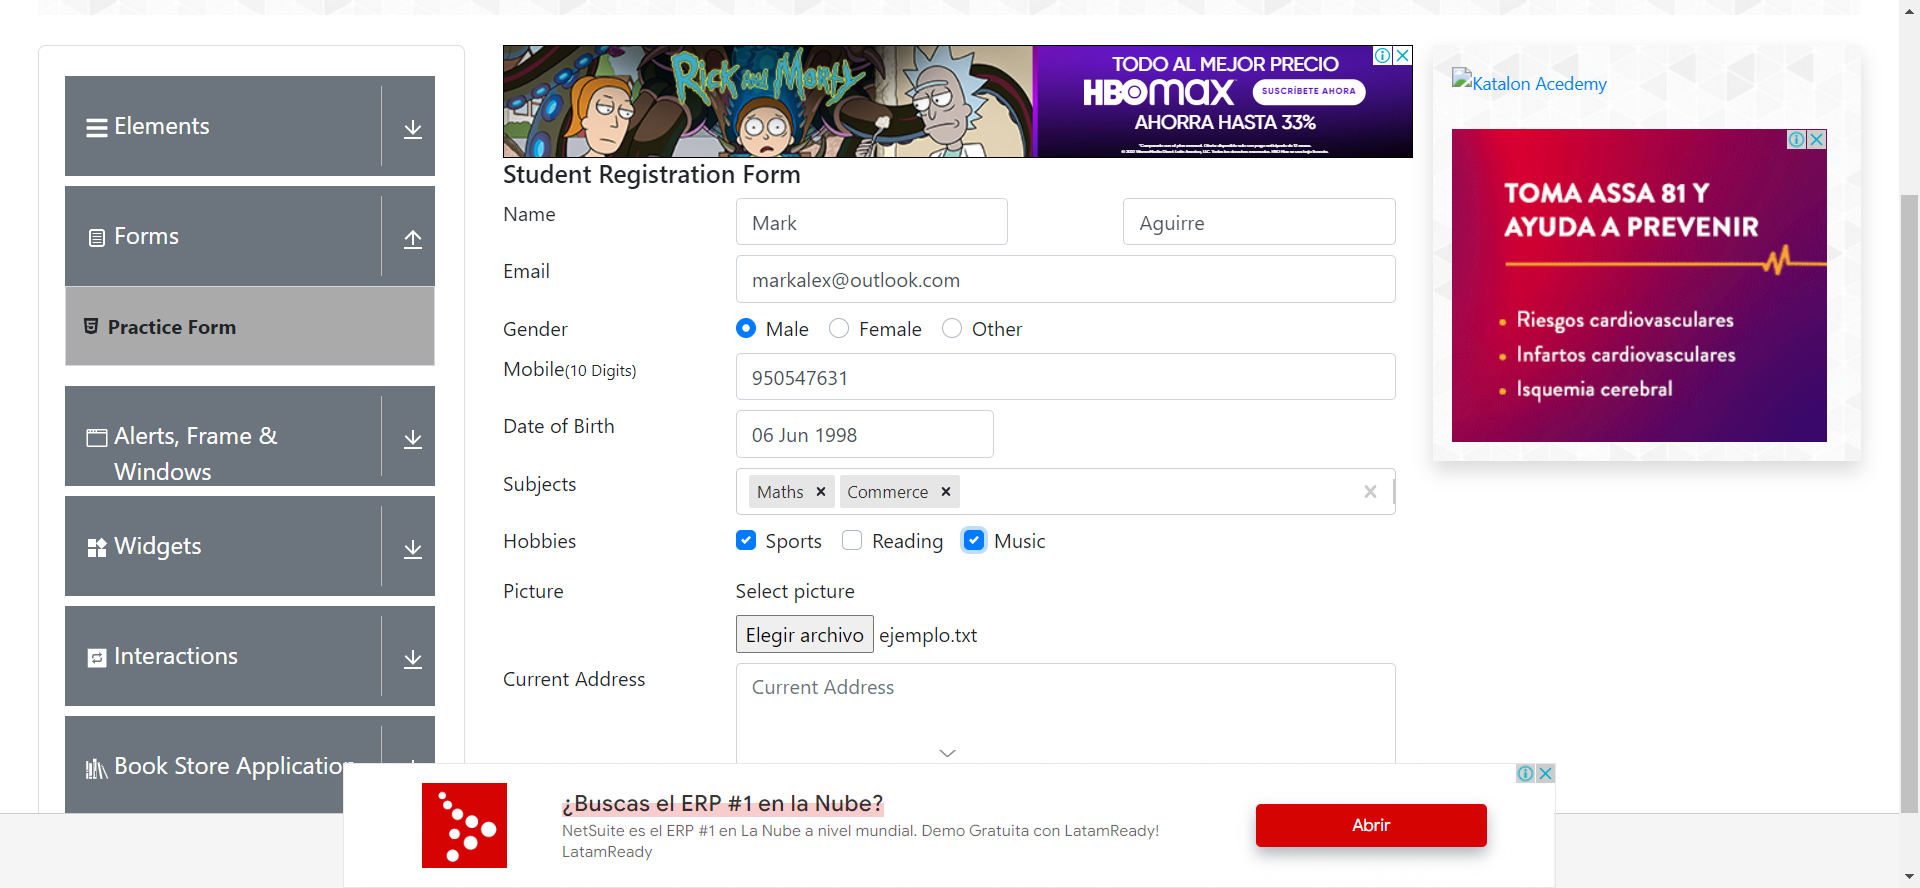 Elements
Forms
Practice Form
Alerts, Frame &
Windows
Widgets
Interactions
Book Store Application
Rick and Morty
TODO AL MEJOR PRECIO
HBOmax
SUSCRÍBETE AHORA
AHORRA HASTA 33%
Student Registration Form
Name
Mark
Aguirre
Email
markalex@outlook.com
Gender
Male
Female
Other
Mobile(10 Digits)
950547631
Date of Birth
06 Jun 1998
Subjects
Maths
Commerce
Hobbies
Sports
Reading
Music
Picture
Select picture
Elegir archivo ejemplo.txt
Current Address
Current Address
Katalon Acedemy
TOMA ASSA 81 Y
AYUDA A PREVENIR
Riesgos cardiovasculares
Infartos cardiovasculares
Isquemia cerebral
¿Buscas el ERP #1 en la Nube?
NetSuite es el ERP #1 en La Nube a nivel mundial. Demo Gratuita con LatamReady!
LatamReady
Abrir